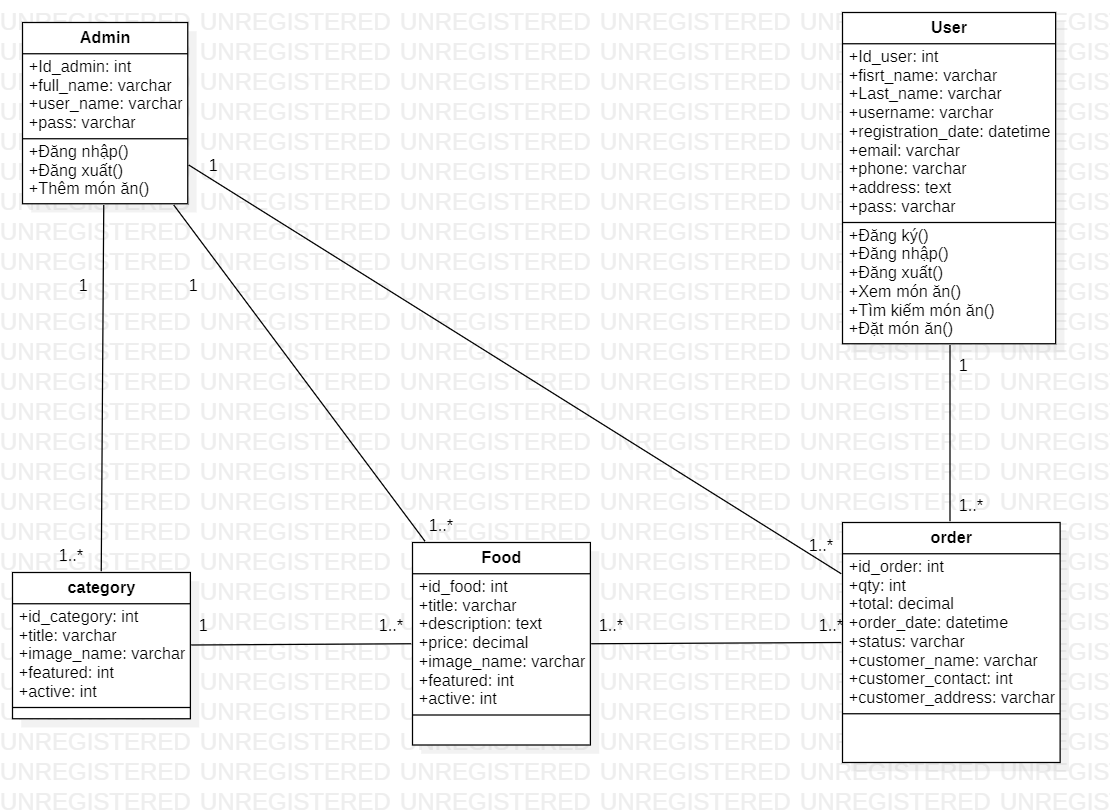 Admin
+Id_admin: int
+full_name: varchar
+user_name: varchar
+pass: varchar
+Đăng nhập()
+Đăng xuất()
+Thêm món ăn()
User
+Id_user: int
+fisrt_name: varchar
+Last_name: varchar
+username: varchar
+registration_date: datetime
+email: varchar
+phone: varchar
+address: text
+pass: varchar
+Đăng ký()
+Đăng nhập()
+Đăng xuất()
+Xem món ăn()
+Tìm kiếm món ăn()
+Đặt món ăn()
1
1
1
1
1..*
1..*
1..*
1..*
category
+id_category: int
+title: varchar
+image_name: varchar
+featured: int
+active: int
1
1..*
Food
+id_food: int
+title: varchar
+description: text
+price: decimal
+image_name: varchar
+featured: int
+active: int
1..*
1..*
order
+id_order: int
+qty: int
+total: decimal
+order_date: datetime
+status: varchar
+customer_name: varchar
+customer_contact: int
+customer_address: varchar
UNREGISTERED